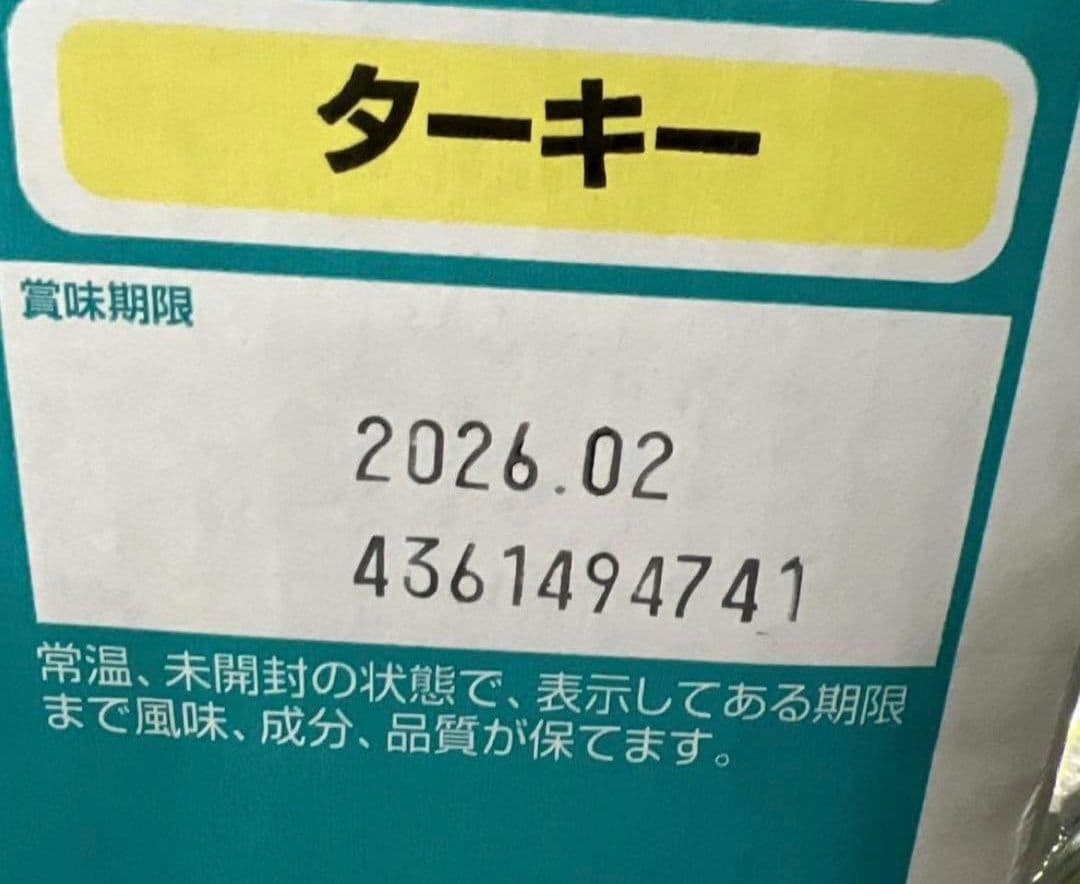 ターキー
賞味期限
2026.02
4361494741
常温、未開封の状態で、表示してある期限
まで風味、成分、品質が保てます。